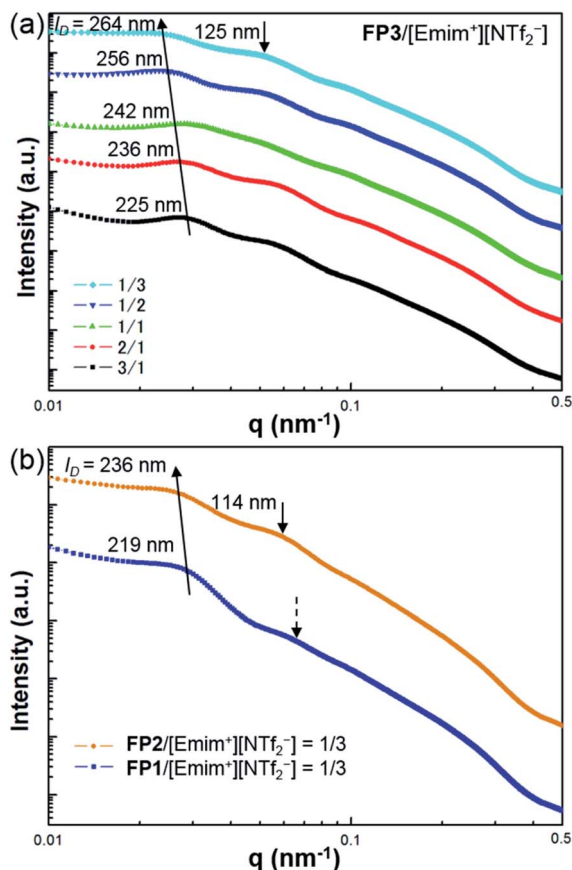 (a)
l_D = 264 nm
125 nm
FP3/[Emim⁺][NTf₂⁻]
256 nm
242 nm
236 nm
225 nm
1/3
1/2
1/1
2/1
3/1
Intensity (a.u.)
0.01
0.1
0.5
q (nm⁻¹)
(b)
l_D = 236 nm
114 nm
219 nm
FP2/[Emim⁺][NTf₂⁻] = 1/3
FP1/[Emim⁺][NTf₂⁻] = 1/3
Intensity (a.u.)
0.01
0.1
0.5
q (nm⁻¹)